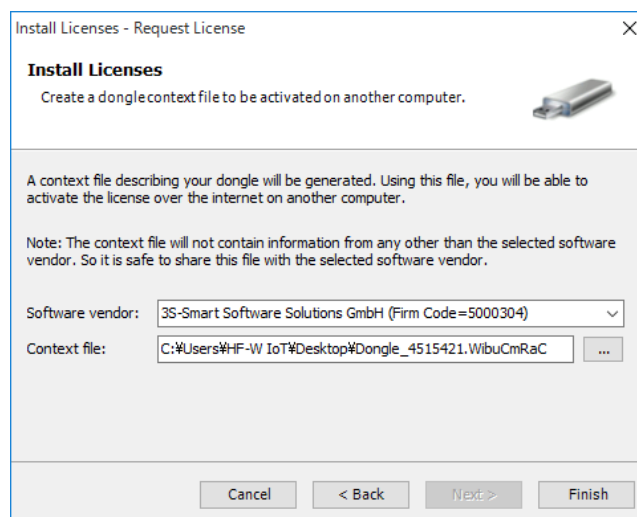 Install Licenses - Request License
Install Licenses
Create a dongle context file to be activated on another computer.
A context file describing your dongle will be generated. Using this file, you will be able to
activate the license over the internet on another computer.
Note: The context file will not contain information from any other than the selected software
vendor. So it is safe to share this file with the selected software vendor.
Software vendor: 3S-Smart Software Solutions GmbH (Firm Code=5000304)
Context file: C:¥Users¥HF-W IoT¥Desktop¥Dongle_4515421.WibuCmRaC ...
Cancel < Back Next > Finish